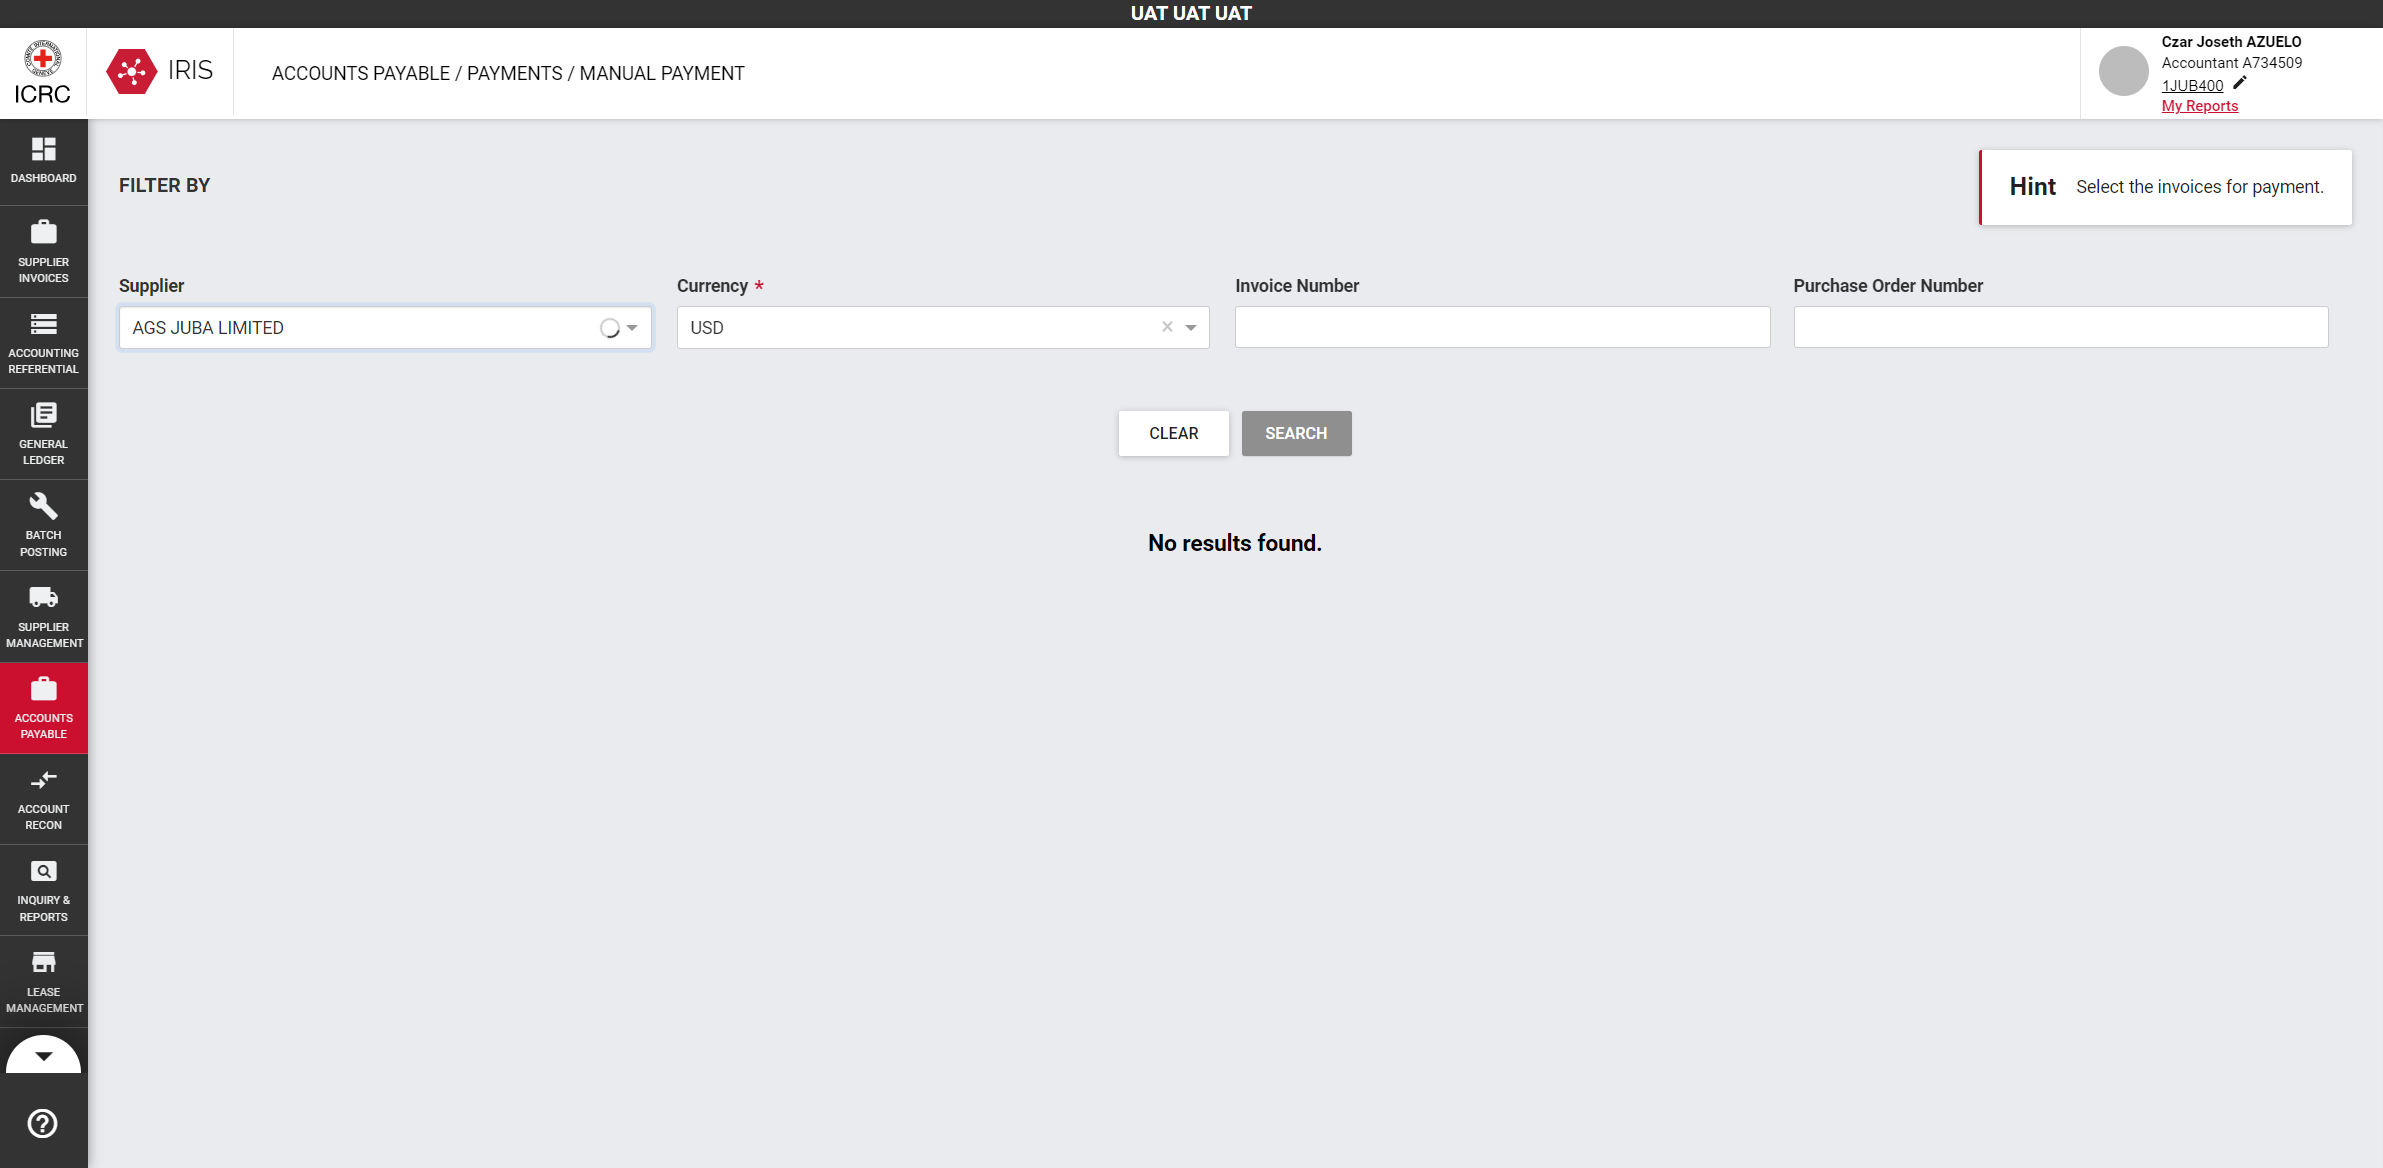 UAT UAT UAT
ICRC
IRIS
ACCOUNTS PAYABLE / PAYMENTS / MANUAL PAYMENT
Czar Joseth AZUELO
Accountant A734509
1JUB400
My Reports
DASHBOARD
SUPPLIER
INVOICES
ACCOUNTING
REFERENTIAL
GENERAL
LEDGER
BATCH
POSTING
SUPPLIER
MANAGEMENT
ACCOUNTS
PAYABLE
ACCOUNT
RECON
INQUIRY &
REPORTS
LEASE
MANAGEMENT
FILTER BY
Hint Select the invoices for payment.
Supplier
AGS JUBA LIMITED
Currency *
USD
Invoice Number
Purchase Order Number
CLEAR
SEARCH
No results found.